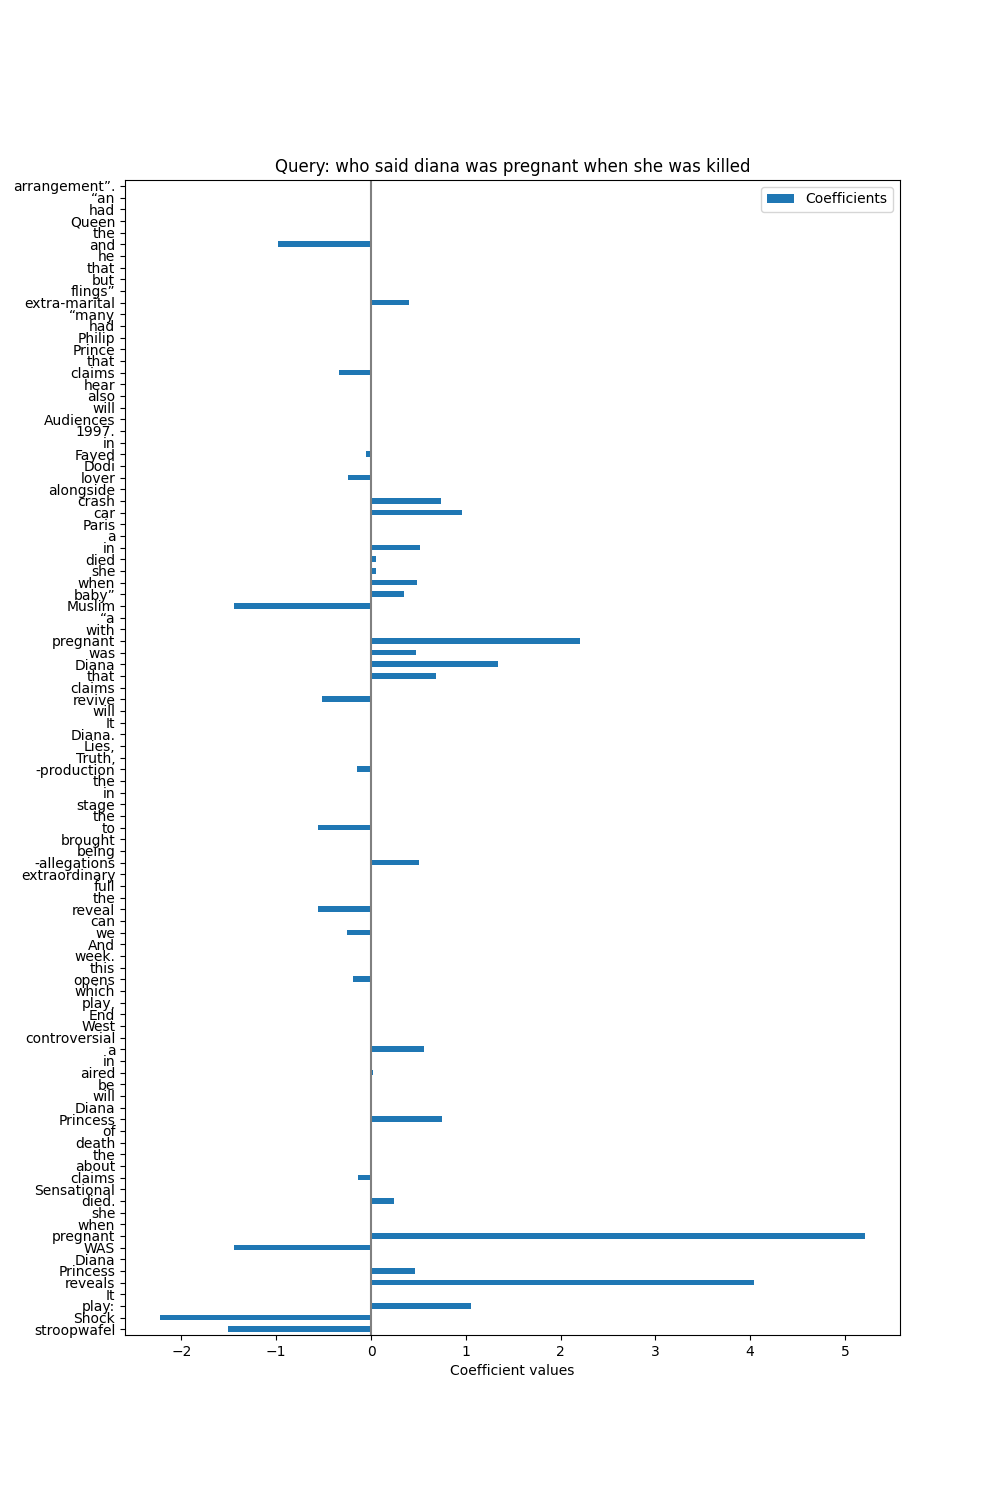 Query: who said diana was pregnant when she was killed
Coefficients
arrangement”.
“an
had
Queen
the
and
he
that
but
flings”
extra-marital
“many
had
Philip
Prince
that
claims
hear
also
will
Audiences
1997.
in
Fayed
Dodi
lover
alongside
crash
car
Paris
a
in
died
she
when
baby”
Muslim
“a
with
pregnant
was
Diana
that
claims
revive
will
It
Diana.
Lies,
Truth,
-production
the
in
stage
the
to
brought
being
-allegations
extraordinary
full
the
reveal
can
we
And
week.
this
opens
which
play,
End
West
controversial
a
in
aired
be
will
Diana
Princess
of
death
the
about
claims
Sensational
died.
she
when
pregnant
WAS
Diana
Princess
reveals
It
play:
Shock
stroopwafel
−2 −1 0 1 2 3 4 5
Coefficient values